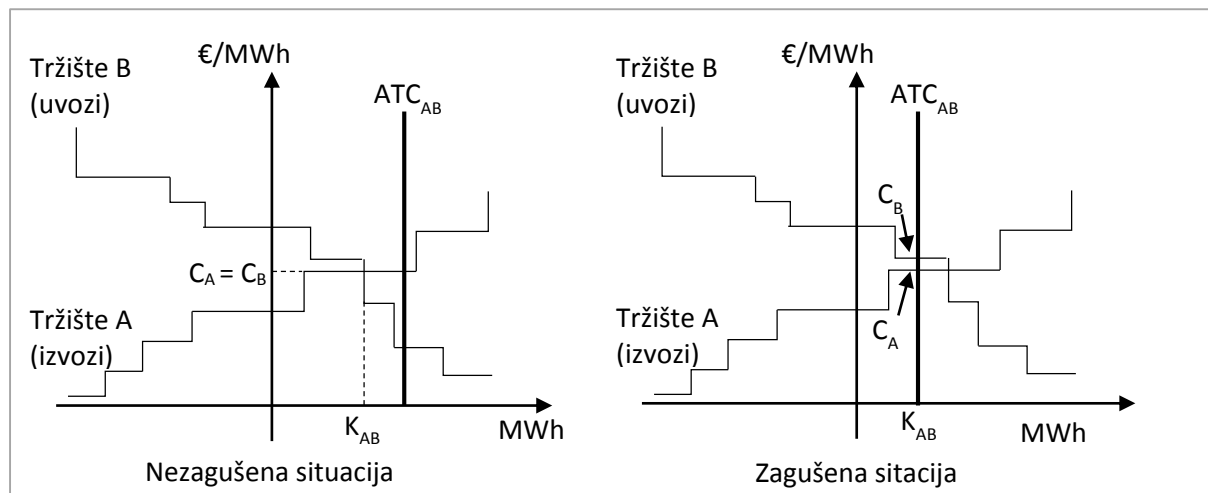 €/MWh
Tržište B
(uvozi)
ATC_AB
C_A = C_B
Tržište A
(izvozi)
K_AB
MWh
Nezagušena situacija
€/MWh
Tržište B
(uvozi)
ATC_AB
C_B
C_A
Tržište A
(izvozi)
K_AB
MWh
Zagušena sitacija